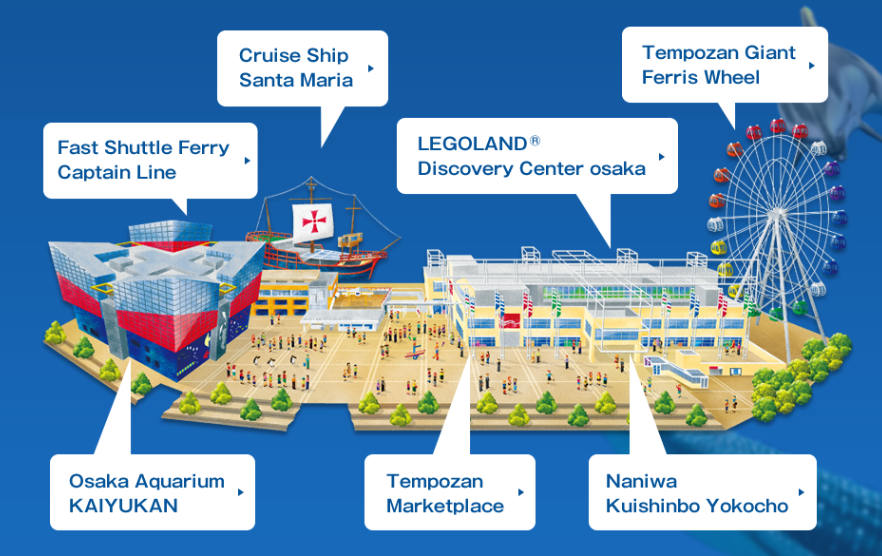 Cruise Ship
Santa Maria
Tempozan Giant
Ferris Wheel
Fast Shuttle Ferry
Captain Line
LEGOLAND®
Discovery Center osaka
Osaka Aquarium
KAIYUKAN
Tempozan
Marketplace
Naniwa
Kuishinbo Yokocho